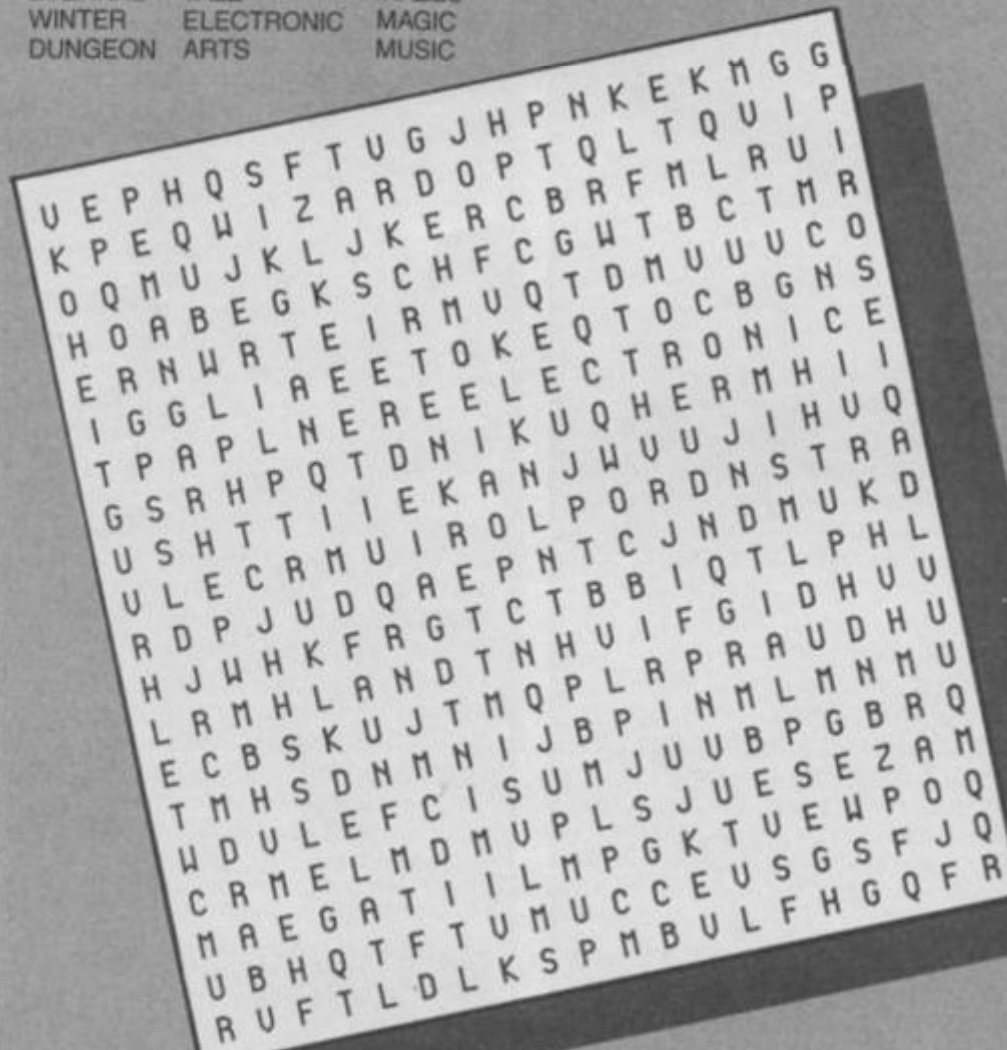 WINTER ELECTRONIC MAGIC
DUNGEON ARTS MUSIC
V E P H Q S F T U G J H P N K E K M G G
K P E Q W I Z A R D O P T Q L T Q U I P
O Q M U J K L J K E R C B R F M L R U I
H O A B E G K S C H F C G W T B C T M R
E R N W R T E I R M V Q T D M V U V C O
I G G L I A E E T O K E Q T O C B G N S
T P A P L N E R E E L E C T R O N I C E
G S R H P Q T D N I K U Q H E R M H I I
U S H T T I I E K A N J W V U J I H V Q
V L E C R M U I R O L P O R D N S T R A
R D P J U D Q A E P N T C J N D M U K D
H J W H K F R G T C T B B I Q T L P H L
L R M H L A N D T N H V I F G I D H V V
E C B S K U J T M Q P L R P R A U D H U
T M H S D N M N I J B P I N M L M N M U
W D V L E F C I S U M J U V B P G B R Q
C R M E L M D M V P L S J U E S E Z A M
M A E G A T I I L M P G K T V E W P O Q
U B H Q T F T V M U C C E V S G S F J Q
R V F T L D L K S P M B V L F H G Q F R